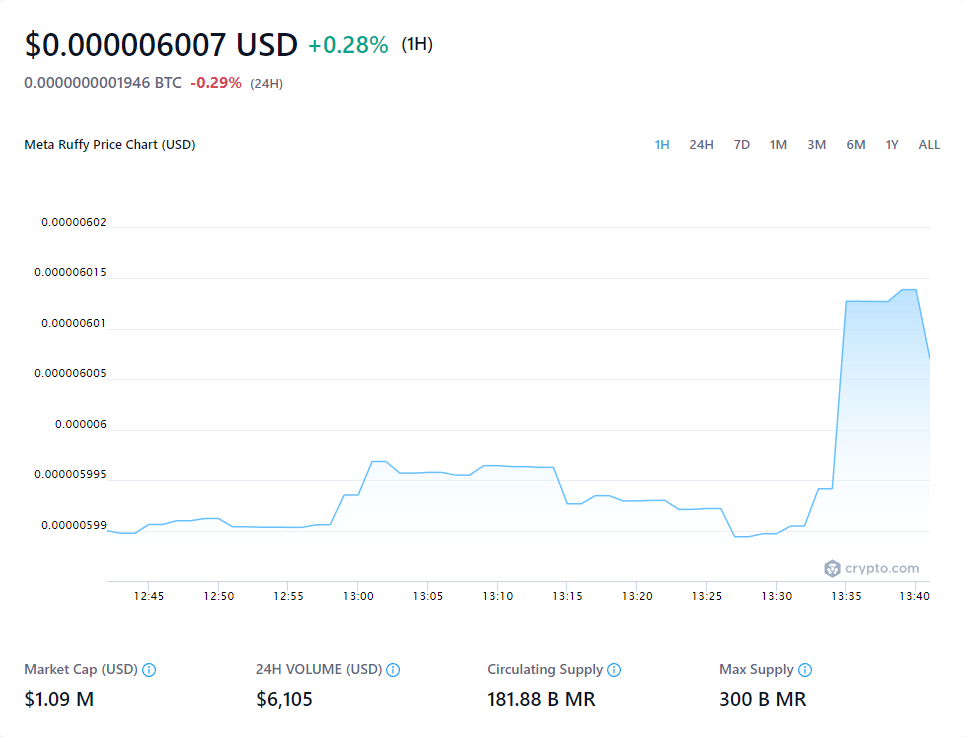 $0.000006007 USD +0.28% (1H)
0.0000000001946 BTC -0.29% (24H)
Meta Ruffy Price Chart (USD)
1H 24H 7D 1M 3M 6M 1Y ALL
0.00000602
0.000006015
0.00000601
0.000006005
0.000006
0.000005995
0.00000599
crypto.com
12:45 12:50 12:55 13:00 13:05 13:10 13:15 13:20 13:25 13:30 13:35 13:40
Market Cap (USD) 24H VOLUME (USD) Circulating Supply Max Supply
$1.09 M $6,105 181.88 B MR 300 B MR